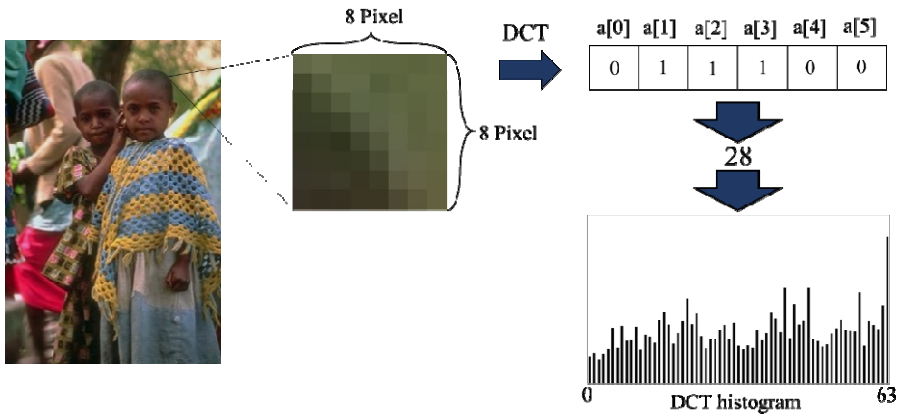 8 Pixel
8 Pixel
DCT
a[0] a[1] a[2] a[3] a[4] a[5]
0 1 1 1 0 0
28
0 63
DCT histogram